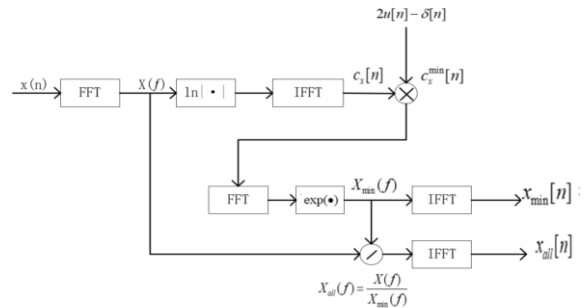 2u[n] − δ[n]
x(n) FFT X(f) ln|•| IFFT c_x[n] c_x^min[n]
FFT exp(•) X_min(f) IFFT x_min[n] :
IFFT x_all[n]
X_all(f) = X(f) / X_min(f)